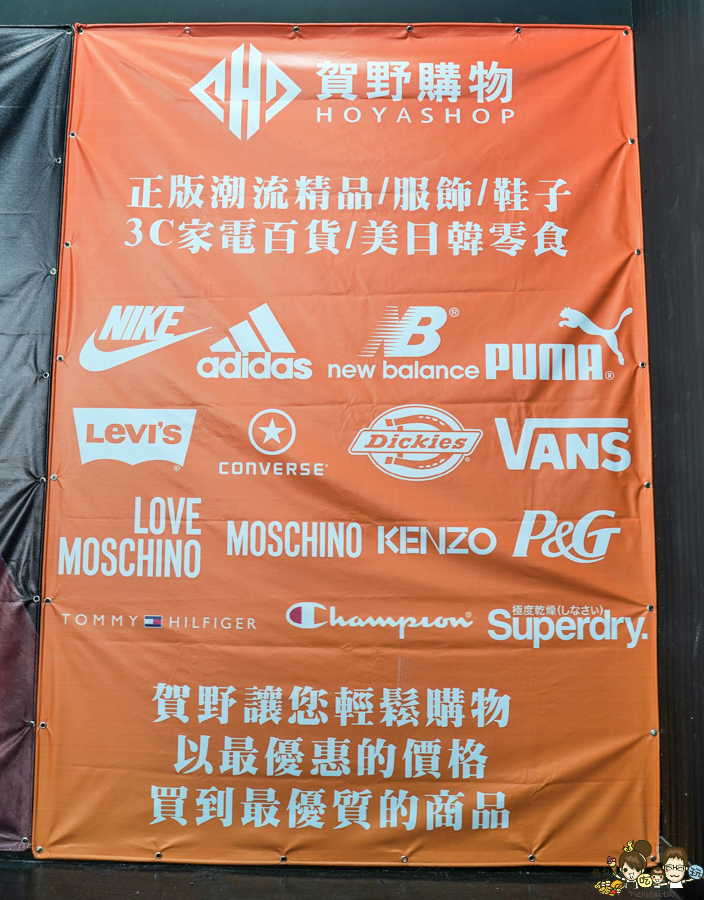 賀野購物
HOYASHOP
正版潮流精品/服飾/鞋子
3C家電百貨/美日韓零食
NIKE adidas NB new balance PUMA
Levi's CONVERSE Dickies VANS
LOVE MOSCHINO MOSCHINO KENZO P&G
TOMMY HILFIGER Champion 極度乾燥(しなさい) Superdry.
賀野讓您輕鬆購物
以最優惠的價格
買到最優質的商品